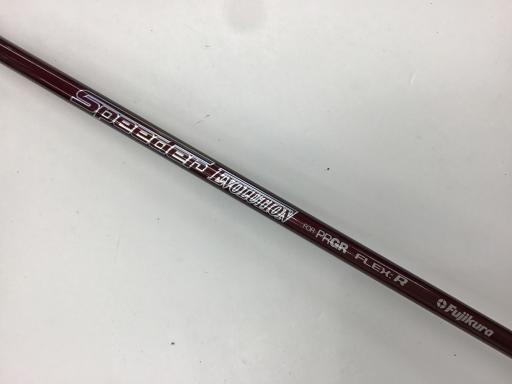 Speeder EVOLUTION FOR PRGR FLEX: R Fujikura